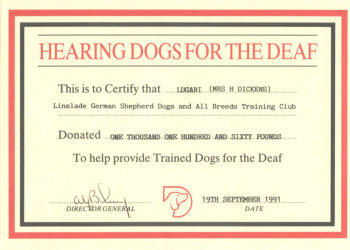 HEARING DOGS FOR THE DEAF
This is to Certify that LUGARI (MRS H DICKENS)
Linslade German Shepherd Dogs and All Breeds Training Club
Donated ONE THOUSAND ONE HUNDRED AND SIXTY POUNDS
To help provide Trained Dogs for the Deaf
19TH SEPTEMBER 1991
DIRECTOR GENERAL DATE